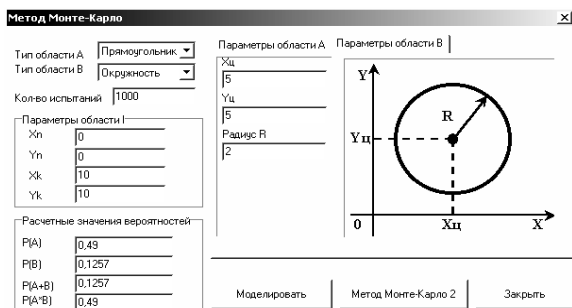 Метод Монте-Карло
Тип области A Прямоугольник
Тип области B Окружность
Кол-во испытаний 1000
Параметры области I
Xn 0
Yn 0
Xk 10
Yk 10
Расчетные значения вероятностей
P(A) 0,49
P(B) 0,1257
P(A+B) 0,1257
P(A*B) 0,49
Параметры области A Параметры области B
Xц
5
Yц
5
Радиус R
2
Y
R
Yц
0 Xц X
Моделировать Метод Монте-Карло 2 Закрыть